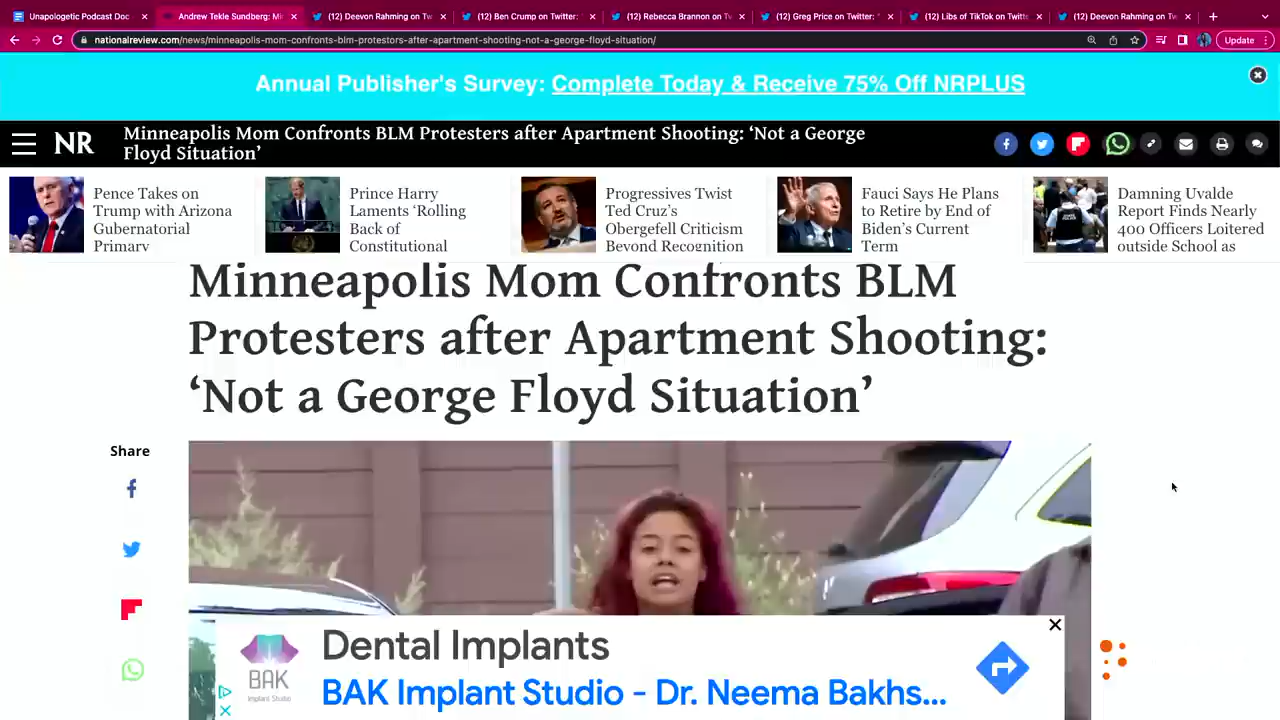 Unapologetic Podcast Doc
Andrew Tekle Sundberg: Mi
(12) Deevon Rahming on Tw
(12) Ben Crump on Twitter:
(12) Rebecca Brannon on Tw
(12) Greg Price on Twitter: "
(12) Libs of TikTok on Twitte
(12) Deevon Rahming on Tw
nationalreview.com/news/minneapolis-mom-confronts-blm-protestors-after-apartment-shooting-not-a-george-floyd-situation/
Update
Annual Publisher's Survey: Complete Today & Receive 75% Off NRPLUS
NR
Minneapolis Mom Confronts BLM Protesters after Apartment Shooting: ‘Not a George
Floyd Situation’
Pence Takes on
Trump with Arizona
Gubernatorial
Primary
Prince Harry
Laments ‘Rolling
Back of
Constitutional
Progressives Twist
Ted Cruz’s
Obergefell Criticism
Beyond Recognition
Fauci Says He Plans
to Retire by End of
Biden’s Current
Term
Damning Uvalde
Report Finds Nearly
400 Officers Loitered
outside School as
Minneapolis Mom Confronts BLM
Protesters after Apartment Shooting:
‘Not a George Floyd Situation’
Share
Dental Implants
BAK Implant Studio - Dr. Neema Bakhs...
BAK
Implant Studio